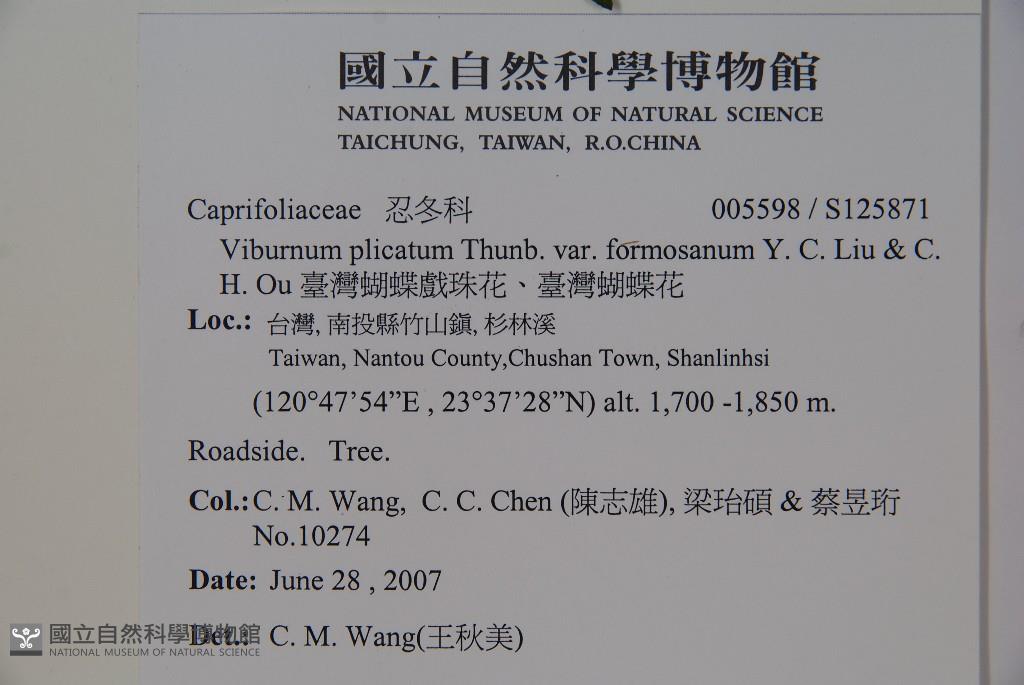 國立自然科學博物館
NATIONAL MUSEUM OF NATURAL SCIENCE
TAICHUNG, TAIWAN, R.O.CHINA
Caprifoliaceae 忍冬科 005598 / S125871
Viburnum plicatum Thunb. var. formosanum Y. C. Liu & C.
H. Ou 臺灣蝴蝶戲珠花、臺灣蝴蝶花
Loc.: 台灣, 南投縣竹山鎮, 杉林溪
Taiwan, Nantou County,Chushan Town, Shanlinhsi
(120°47’54”E , 23°37’28”N) alt. 1,700 -1,850 m.
Roadside. Tree.
Col.: C. M. Wang, C. C. Chen (陳志雄), 梁珆碩 & 蔡昱珩
No.10274
Date: June 28 , 2007
Det.: C. M. Wang(王秋美)
國立自然科學博物館
NATIONAL MUSEUM OF NATURAL SCIENCE